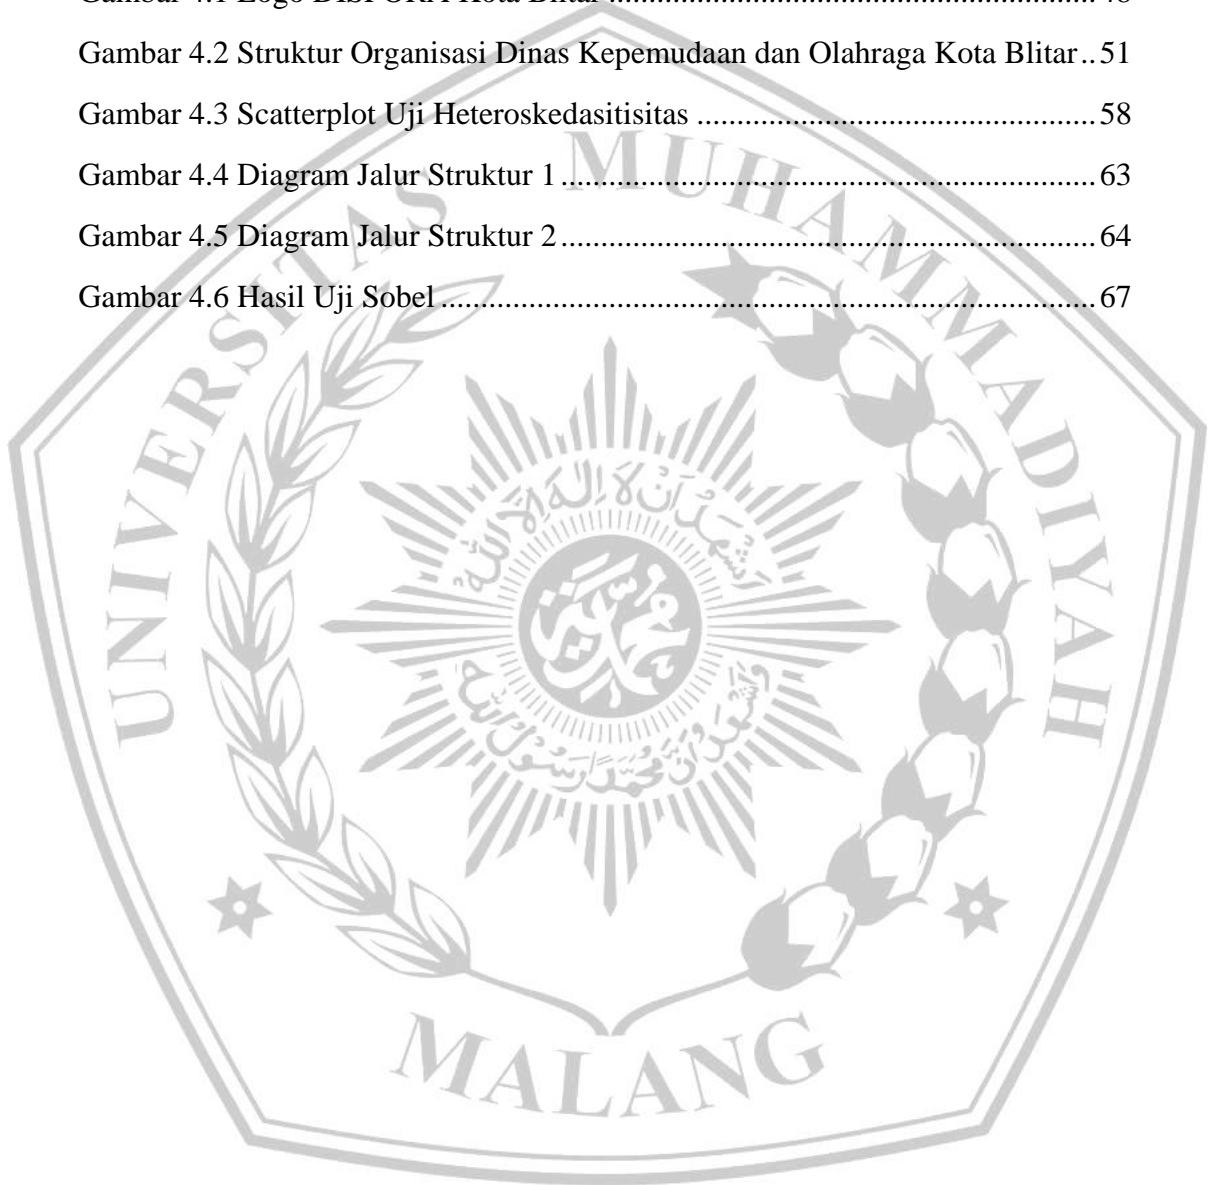 Gambar 4.2 Struktur Organisasi Dinas Kepemudaan dan Olahraga Kota Blitar..51
Gambar 4.3 Scatterplot Uji Heteroskedasitisitas ..................................................58
Gambar 4.4 Diagram Jalur Struktur 1...................................................................63
Gambar 4.5 Diagram Jalur Struktur 2...................................................................64
Gambar 4.6 Hasil Uji Sobel ..................................................................................67
UNIVERSITAS MUHAMMADIYAH
MALANG